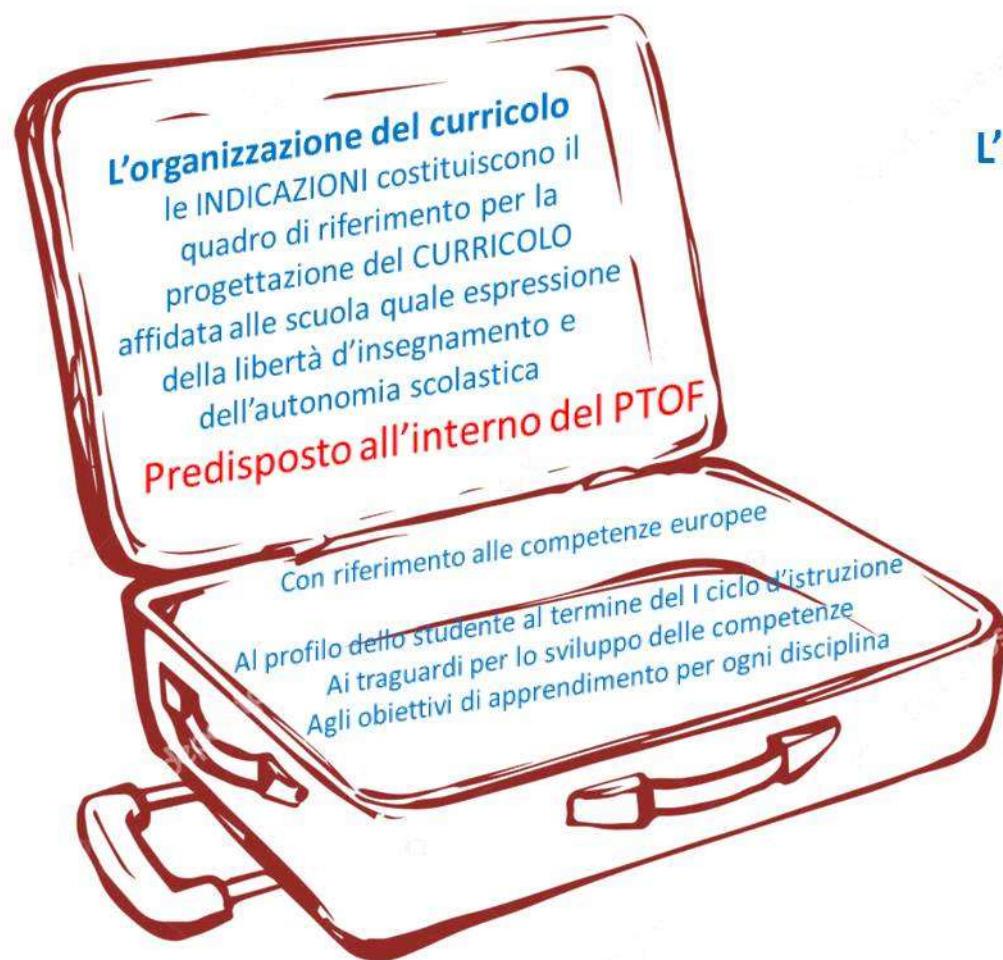 L'organizzazione del curricolo
le INDICAZIONI costituiscono il
quadro di riferimento per la
progettazione del CURRICOLO
affidata alle scuola quale espressione
della libertà d'insegnamento e
dell'autonomia scolastica
Predisposto all'interno del PTOF
Con riferimento alle competenze europee
Al profilo dello studente al termine del I ciclo d'istruzione
Ai traguardi per lo sviluppo delle competenze
Agli obiettivi di apprendimento per ogni disciplina
L'